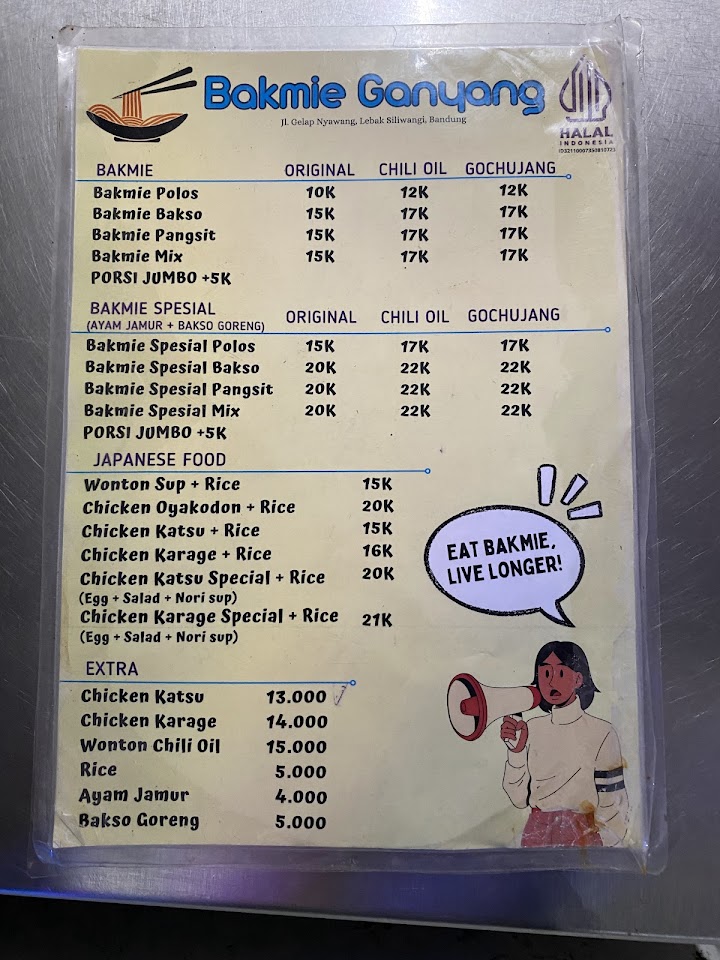 Bakmie Ganyang
Jl. Gelap Nyawang, Lebak Siliwangi, Bandung
HALAL
INDONESIA
BAKMIE ORIGINAL CHILI OIL GOCHUJANG
Bakmie Polos 10K 12K 12K
Bakmie Bakso 15K 17K 17K
Bakmie Pangsit 15K 17K 17K
Bakmie Mix 15K 17K 17K
PORSI JUMBO +5K
BAKMIE SPESIAL ORIGINAL CHILI OIL GOCHUJANG
(AYAM JAMUR + BAKSO GORENG)
Bakmie Spesial Polos 15K 17K 17K
Bakmie Spesial Bakso 20K 22K 22K
Bakmie Spesial Pangsit 20K 22K 22K
Bakmie Spesial Mix 20K 22K 22K
PORSI JUMBO +5K
JAPANESE FOOD
Wonton Sup + Rice 15K
Chicken Oyakodon + Rice 20K
Chicken Katsu + Rice 15K
Chicken Karage + Rice 16K
Chicken Katsu Special + Rice 20K
(Egg + Salad + Nori sup)
Chicken Karage Special + Rice 21K
(Egg + Salad + Nori sup)
EAT BAKMIE,
LIVE LONGER!
EXTRA
Chicken Katsu 13.000
Chicken Karage 14.000
Wonton Chili Oil 15.000
Rice 5.000
Ayam Jamur 4.000
Bakso Goreng 5.000